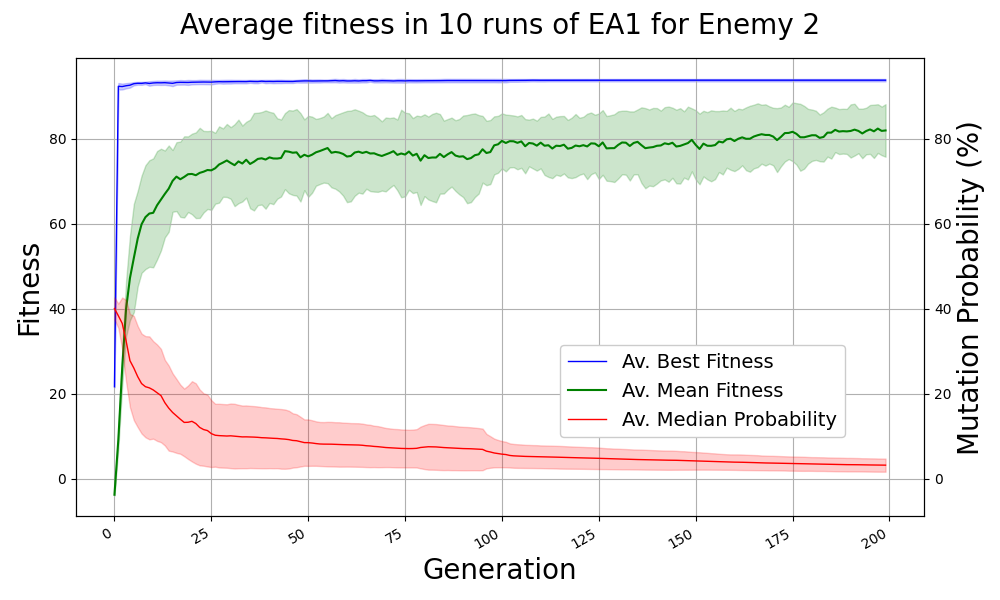 Average fitness in 10 runs of EA1 for Enemy 2
Fitness
80
60
40
20
0
80
60
40
20
0
Mutation Probability (%)
Av. Best Fitness
Av. Mean Fitness
Av. Median Probability
0 25 50 75 100 125 150 175 200
Generation